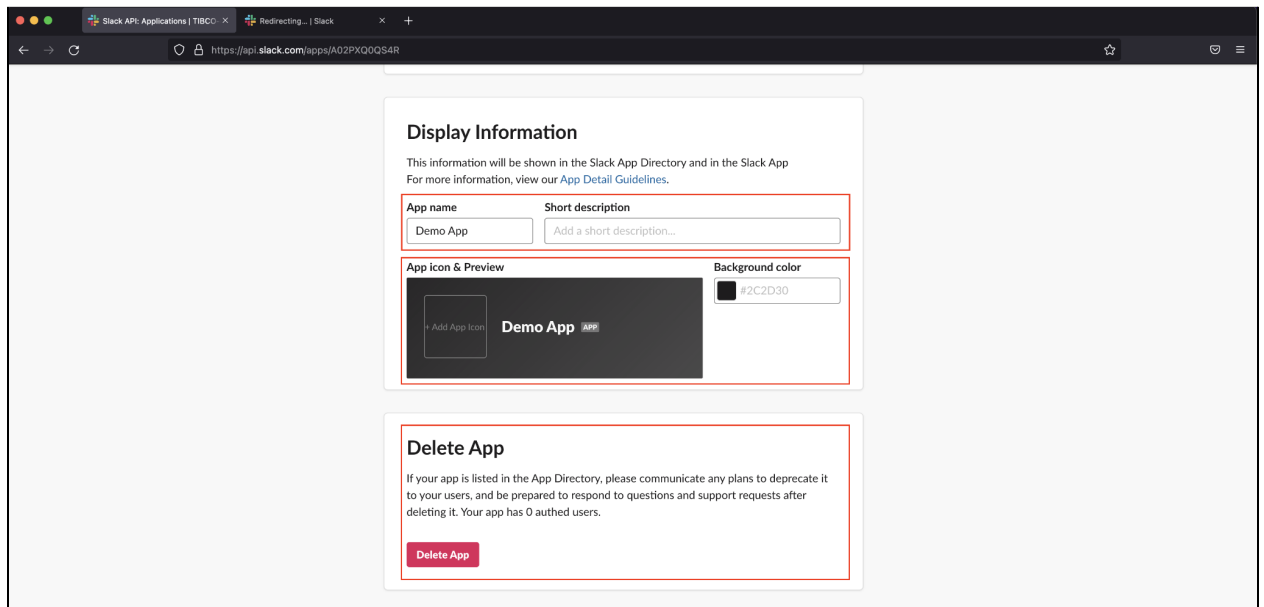 Slack API: Applications | TIBCO-
Redirecting... | Slack
https://api.slack.com/apps/A02PXQ0QS4R
Display Information
This information will be shown in the Slack App Directory and in the Slack App
For more information, view our App Detail Guidelines.
App name
Short description
Demo App
Add a short description...
App icon & Preview
Background color
#2C2D30
+ Add App Icon
Demo App APP
Delete App
If your app is listed in the App Directory, please communicate any plans to deprecate it
to your users, and be prepared to respond to questions and support requests after
deleting it. Your app has 0 authed users.
Delete App